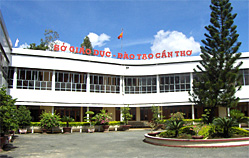 SỞ GIÁO DỤC - ĐÀO TẠO CẦN THƠ